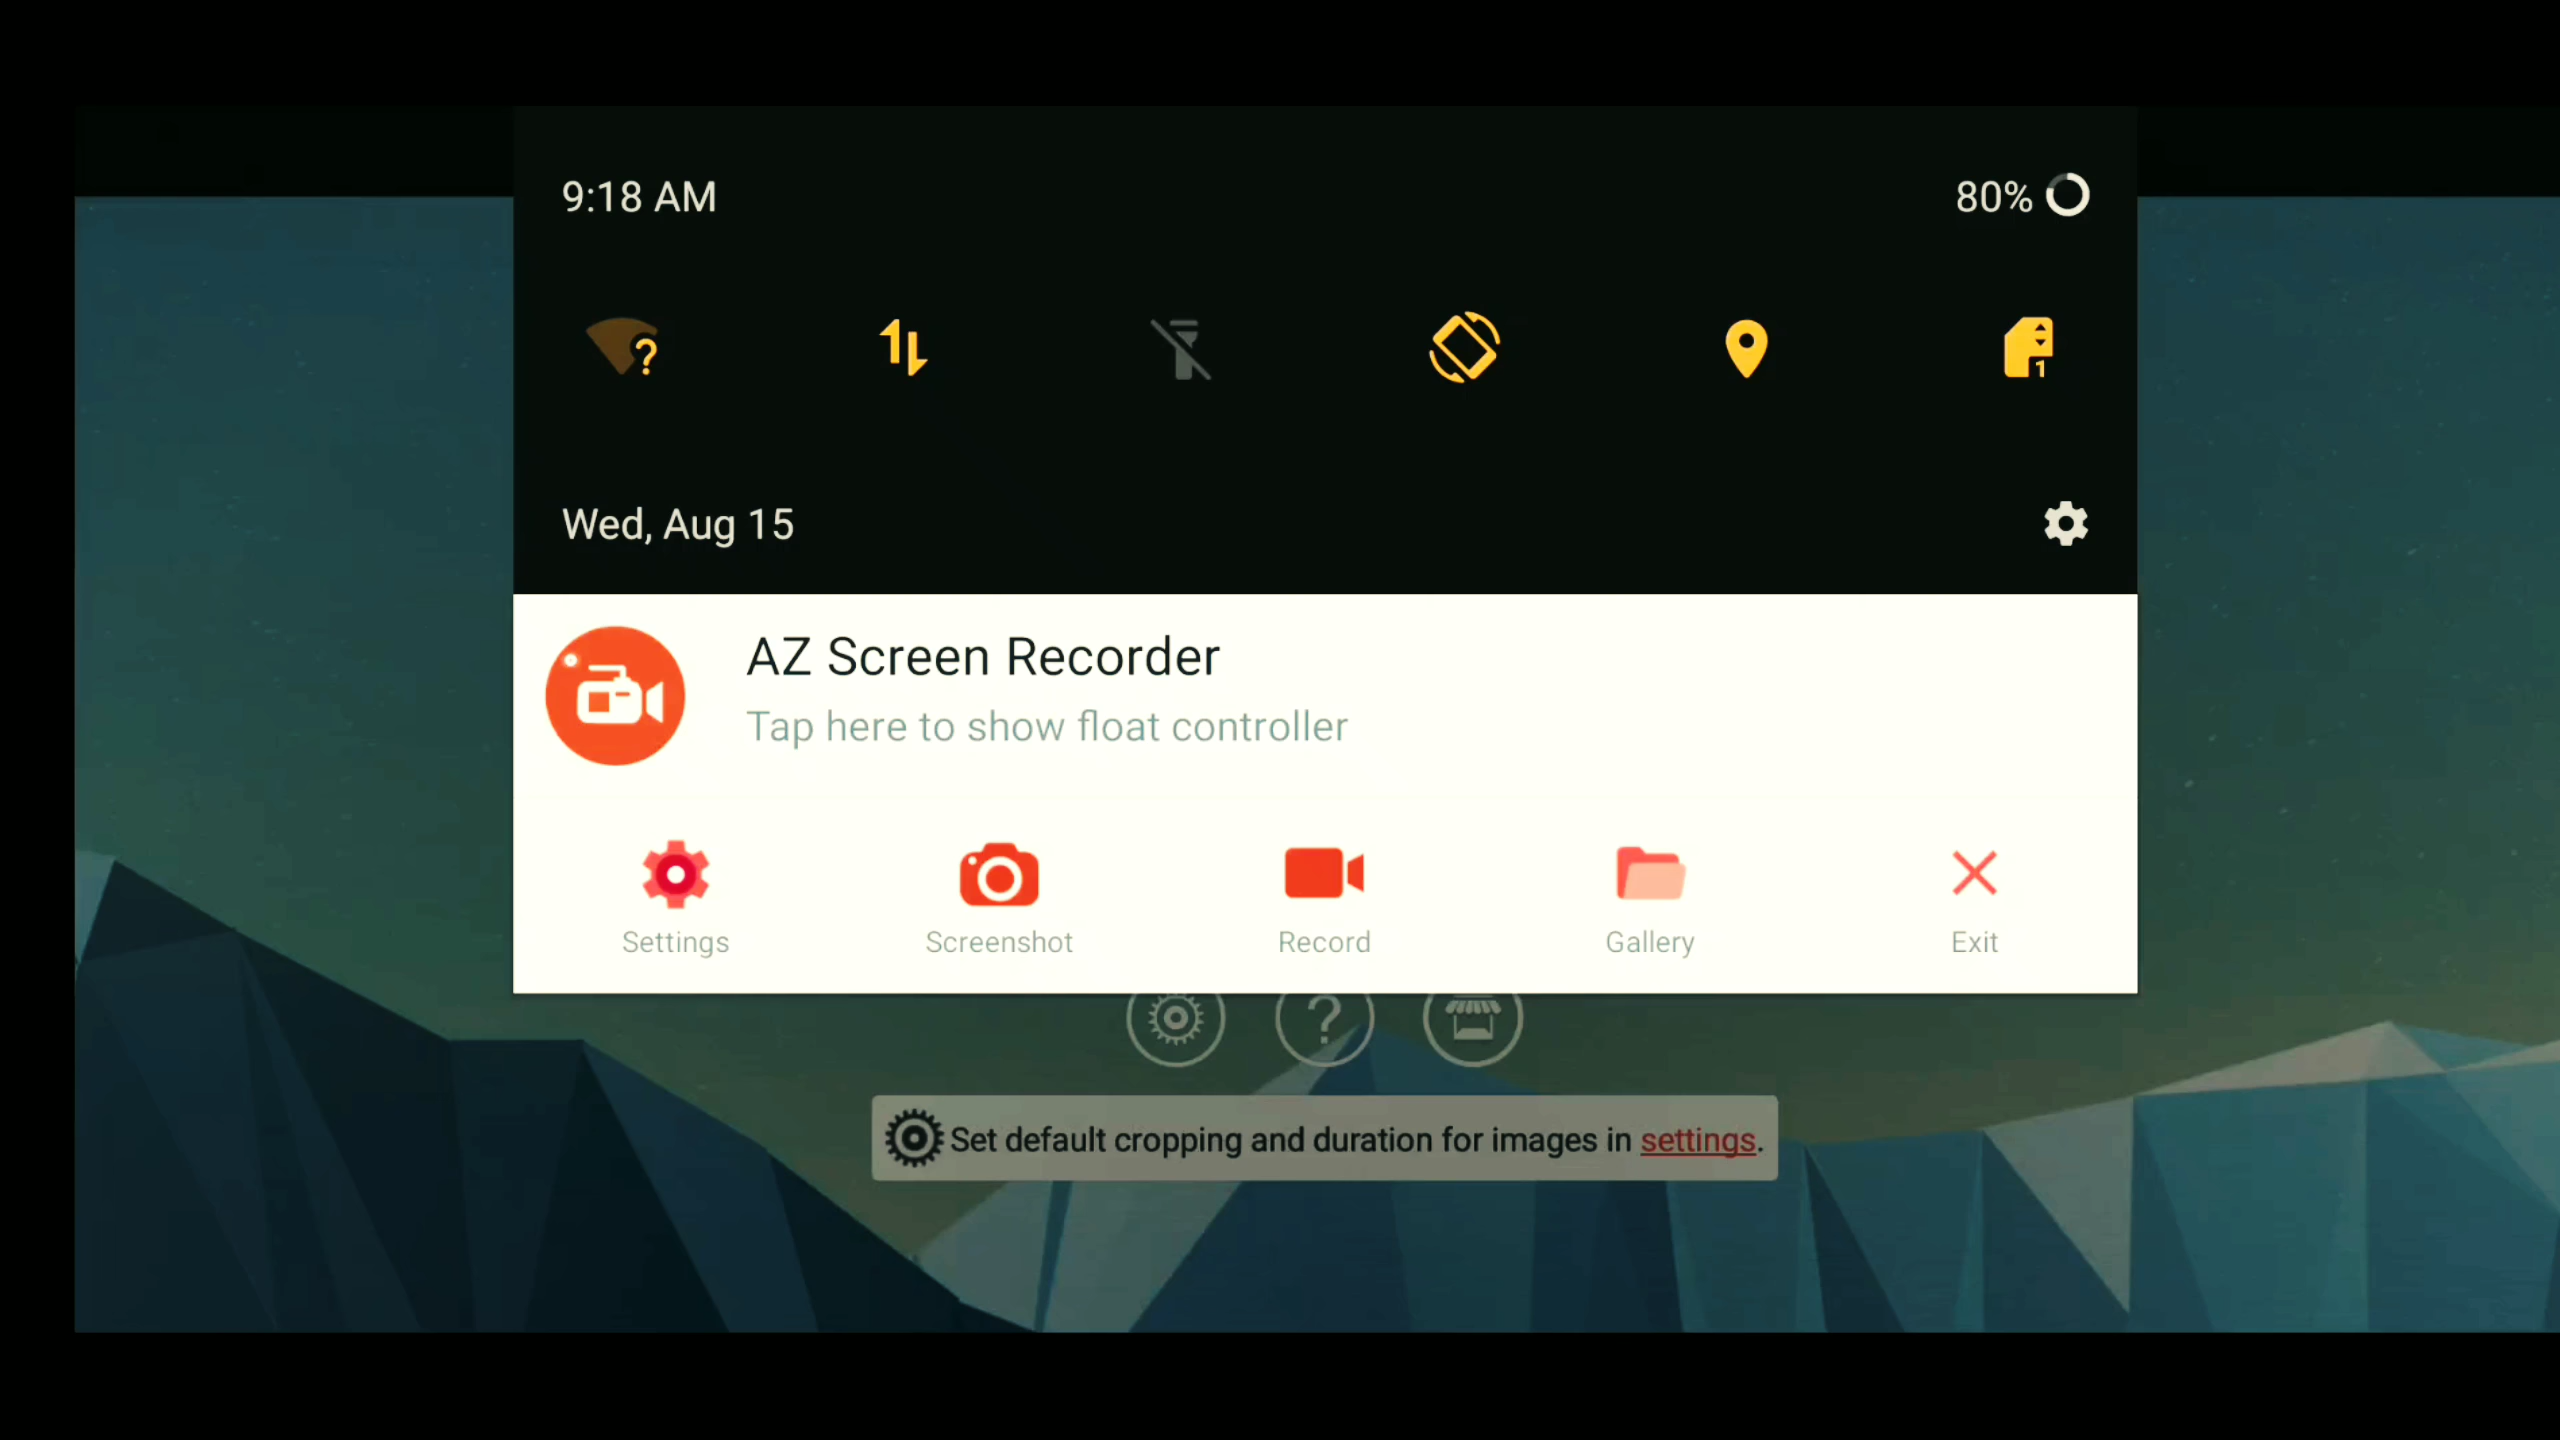 9:18 AM
80%
?
1
Wed, Aug 15
AZ Screen Recorder
Tap here to show float controller
Settings
Screenshot
Record
Gallery
Exit
?
Set default cropping and duration for images in settings.